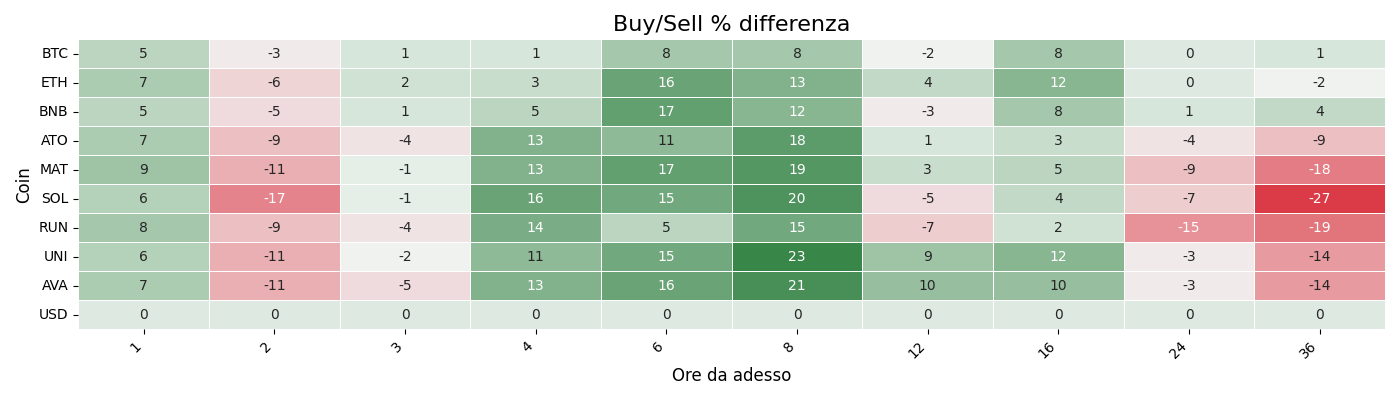 Buy/Sell % differenza
Coin
BTC 5 -3 1 1 8 8 -2 8 0 1
ETH 7 -6 2 3 16 13 4 12 0 -2
BNB 5 -5 1 5 17 12 -3 8 1 4
ATO 7 -9 -4 13 11 18 1 3 -4 -9
MAT 9 -11 -1 13 17 19 3 5 -9 -18
SOL 6 -17 -1 16 15 20 -5 4 -7 -27
RUN 8 -9 -4 14 5 15 -7 2 -15 -19
UNI 6 -11 -2 11 15 23 9 12 -3 -14
AVA 7 -11 -5 13 16 21 10 10 -3 -14
USD 0 0 0 0 0 0 0 0 0 0
1 2 3 4 6 8 12 16 24 36
Ore da adesso